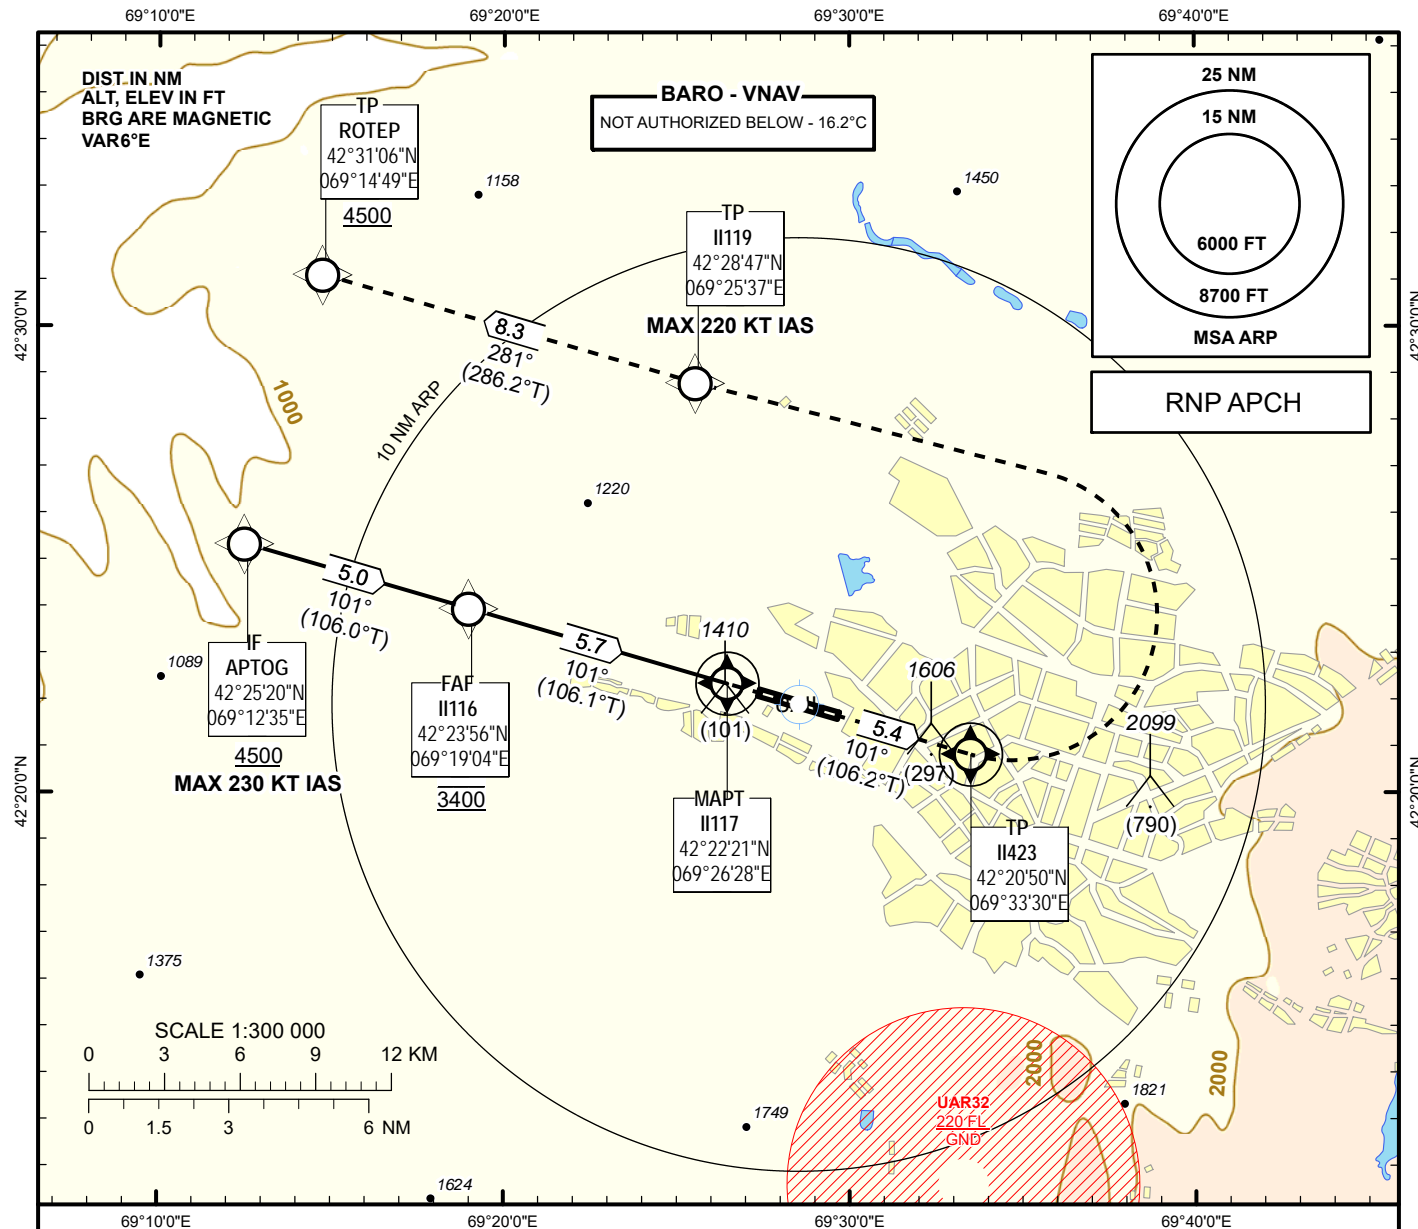 69°10'0"E
69°20'0"E
69°30'0"E
69°40'0"E
DIST IN NM
ALT, ELEV IN FT
BRG ARE MAGNETIC
VAR6°E
BARO - VNAV
NOT AUTHORIZED BELOW - 16.2°C
25 NM
15 NM
6000 FT
8700 FT
MSA ARP
RNP APCH
TP
ROTEP
42°31'06"N
069°14'49"E
4500
1158
1450
TP
II119
42°28'47"N
069°25'37"E
MAX 220 KT IAS
42°30'0"N
42°30'0"N
8.3
281°
(286.2°T)
1000
10 NM ARP
1220
5.0
101°
(106.0°T)
5.7
101°
(106.1°T)
1410
(101)
1089
IF
APTOG
42°25'20"N
069°12'35"E
4500
MAX 230 KT IAS
FAF
II116
42°23'56"N
069°19'04"E
3400
5.4
101°
(106.2°T)
1606
(297)
2099
(790)
MAPT
II117
42°22'21"N
069°26'28"E
TP
II423
42°20'50"N
069°33'30"E
42°20'0"N
42°20'0"N
1375
SCALE 1:300 000
0 3 6 9 12 KM
0 1.5 3 6 NM
1624
1749
UAR32
220 FL
GND
2000
2000
1821
69°10'0"E
69°20'0"E
69°30'0"E
69°40'0"E